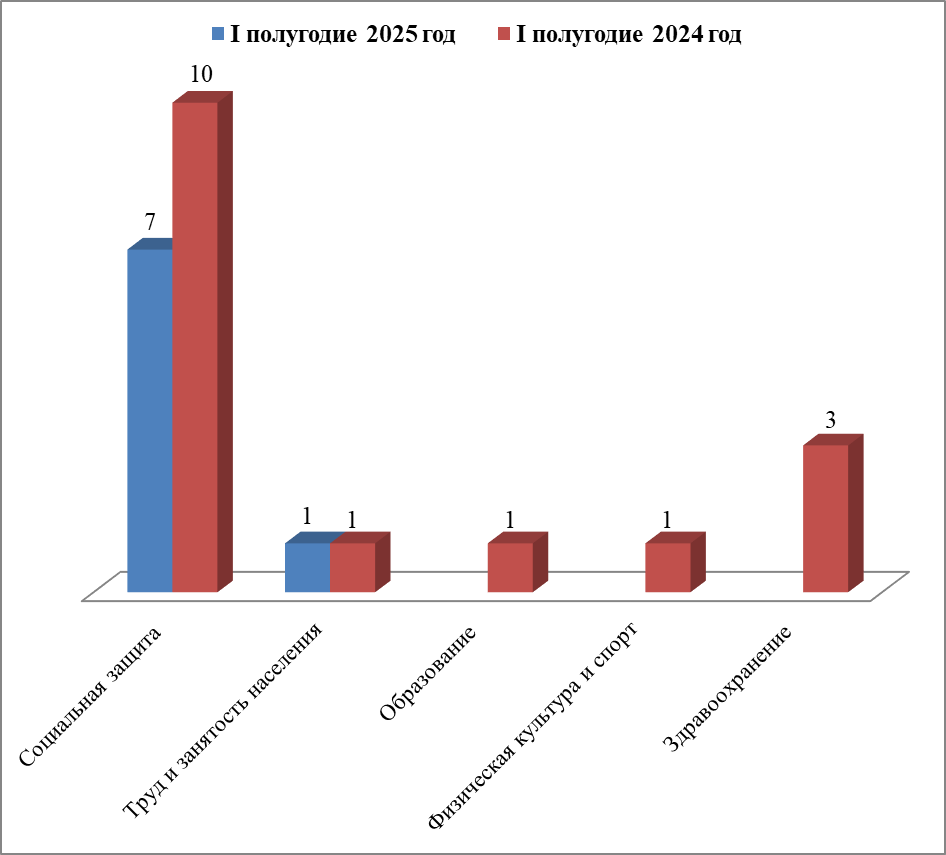 I полугодие 2025 год I полугодие 2024 год
10
7
3
1 1 1 1
Социальная защита
Труд и занятость населения
Образование
Физическая культура и спорт
Здравоохранение